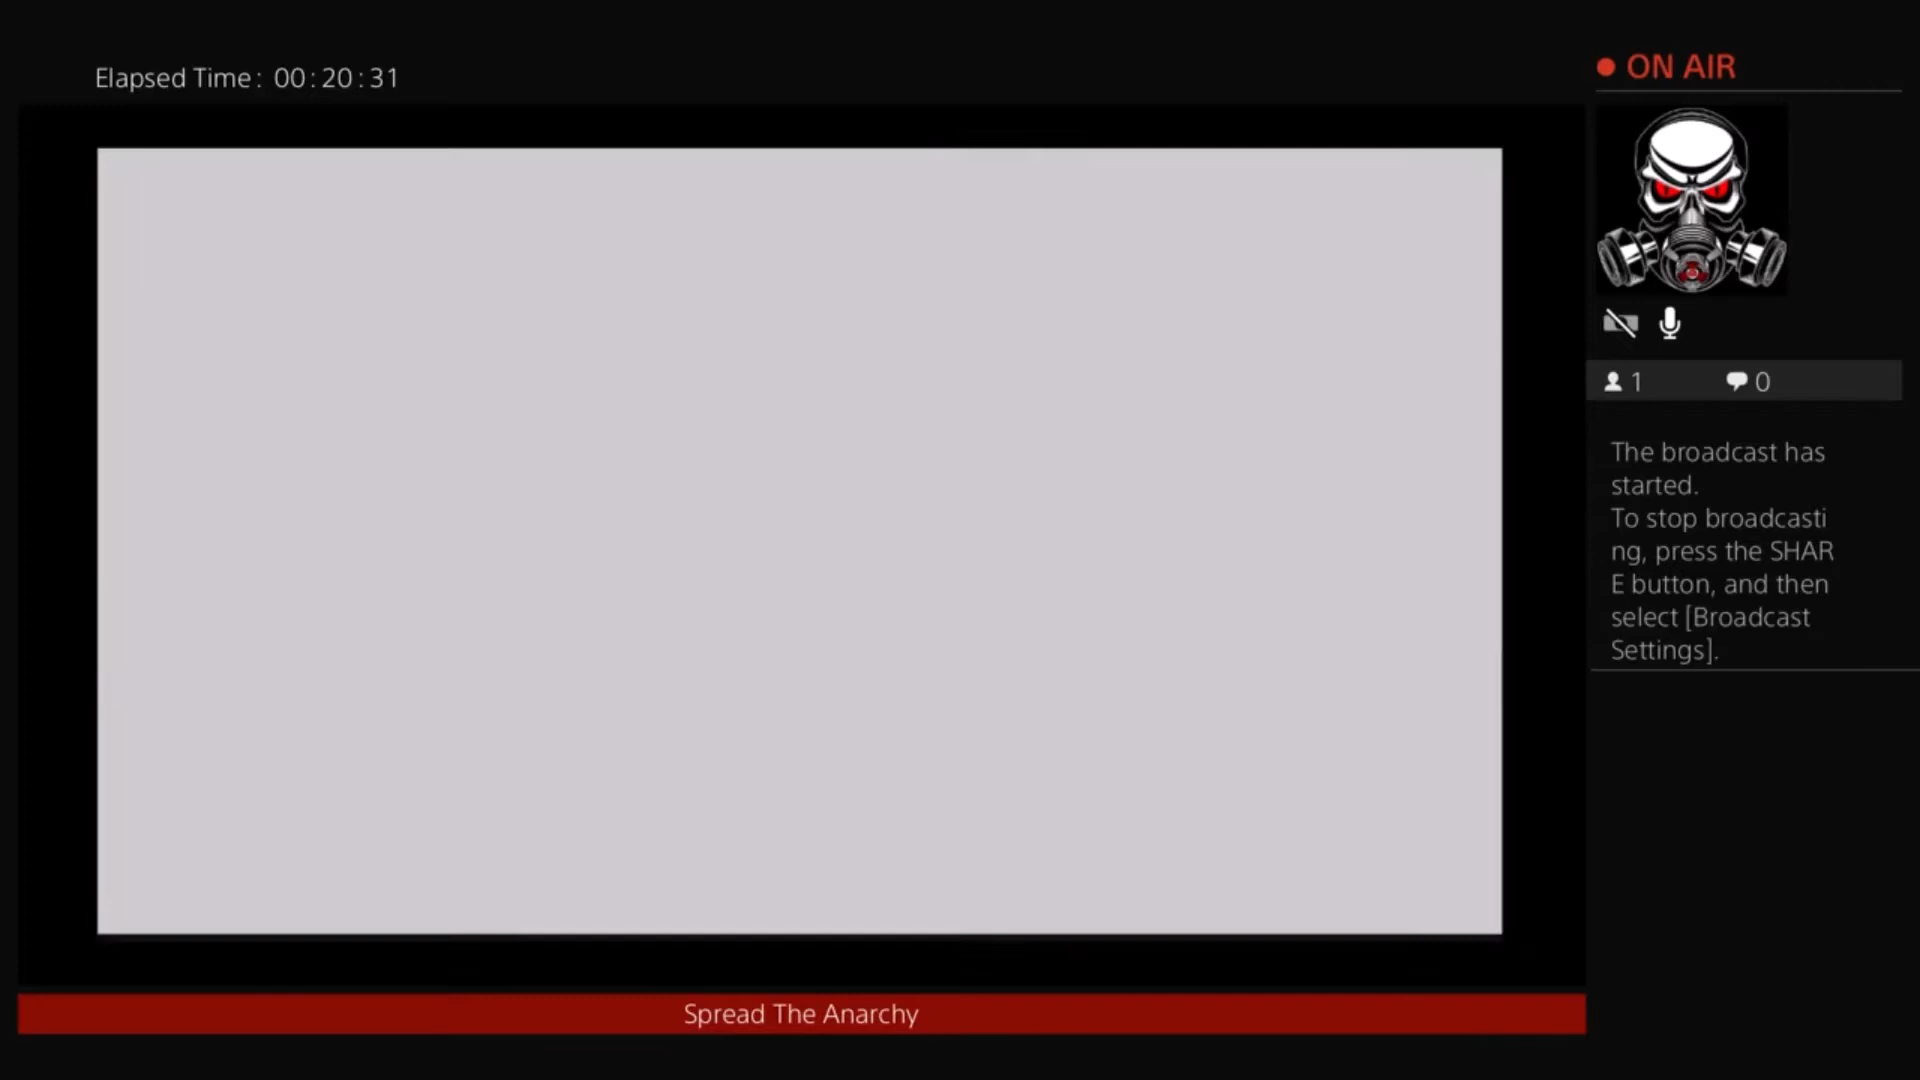 Elapsed Time: 00:20:31
ON AIR
1
0
The broadcast has
started.
To stop broadcasti
ng, press the SHAR
E button, and then
select [Broadcast
Settings].
Spread The Anarchy